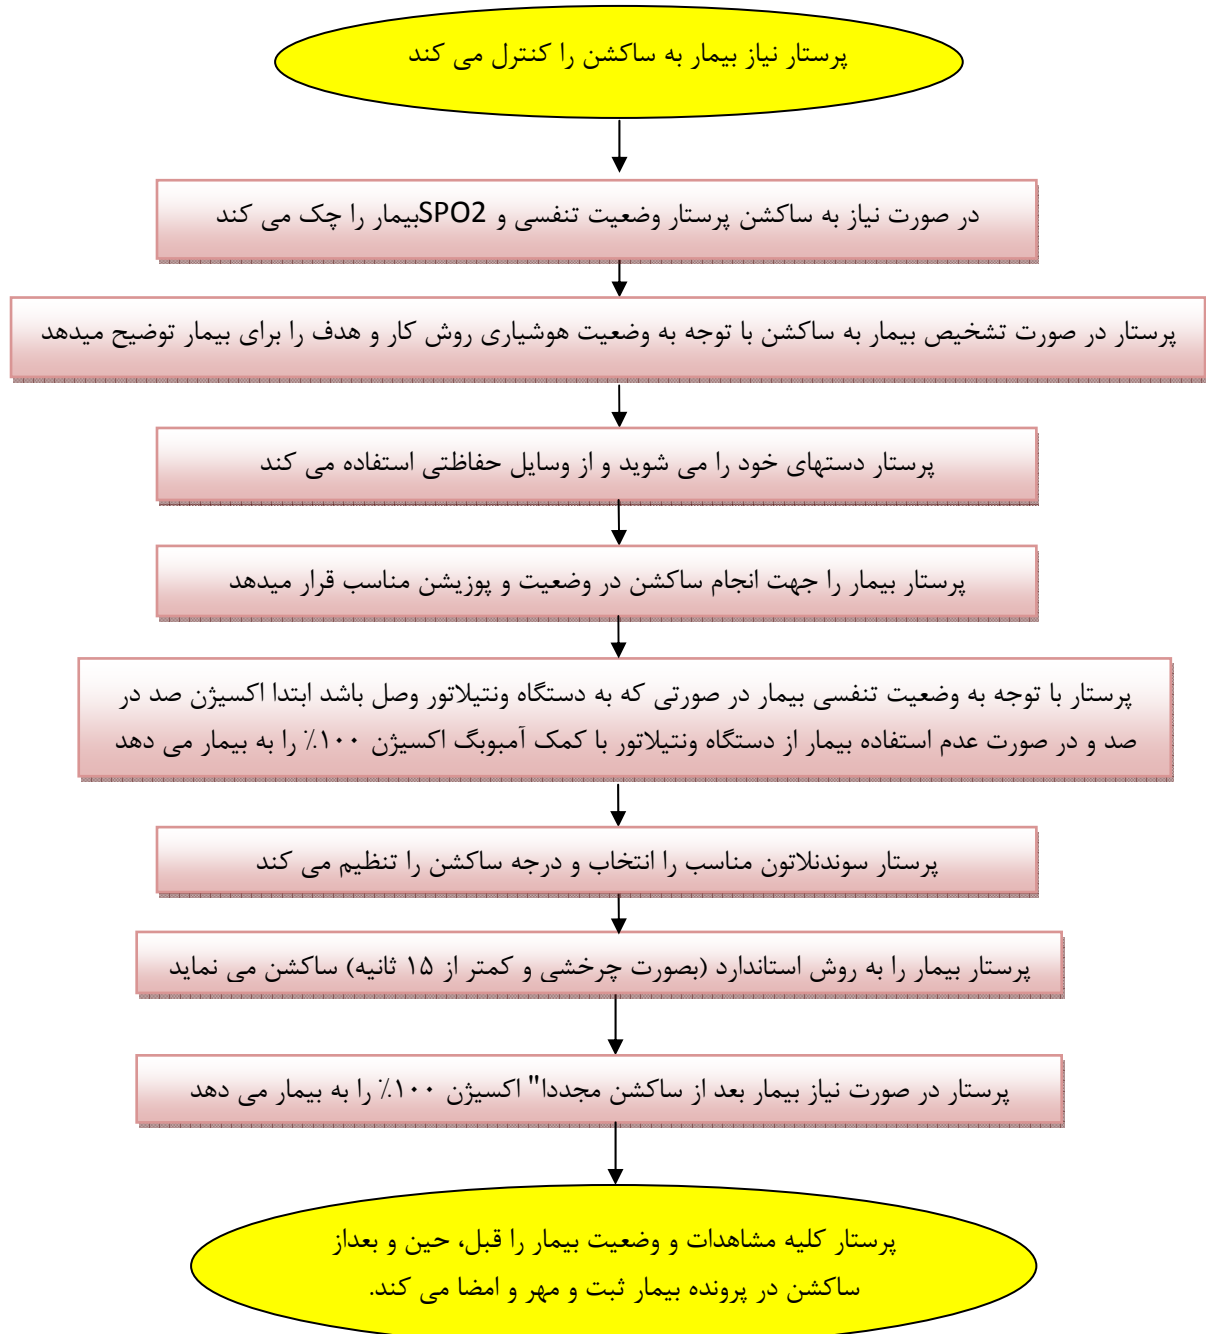 پرستار نیاز بیمار به ساکشن را کنترل می کند
در صورت نیاز به ساکشن پرستار وضعیت تنفسی و SPO2بیمار را چک می کند
پرستار در صورت تشخیص بیمار به ساکشن با توجه به وضعیت هوشیاری روش کار و هدف را برای بیمار توضیح میدهد
پرستار دستهای خود را می شوید و از وسایل حفاظتی استفاده می کند
پرستار بیمار را جهت انجام ساکشن در وضعیت و پوزیشن مناسب قرار میدهد
پرستار با توجه به وضعیت تنفسی بیمار در صورتی که به دستگاه ونتیلاتور وصل باشد ابتدا اکسیژن صد در
صد و در صورت عدم استفاده بیمار از دستگاه ونتیلاتور با کمک آمبوبگ اکسیژن ۱۰۰٪ را به بیمار می دهد
پرستار سوندنلاتون مناسب را انتخاب و درجه ساکشن را تنظیم می کند
پرستار بیمار را به روش استاندارد (بصورت چرخشی و کمتر از ۱۵ ثانیه) ساکشن می نماید
پرستار در صورت نیاز بیمار بعد از ساکشن مجددا" اکسیژن ۱۰۰٪ را به بیمار می دهد
پرستار کلیه مشاهدات و وضعیت بیمار را قبل، حین و بعداز
ساکشن در پرونده بیمار ثبت و مهر و امضا می کند.